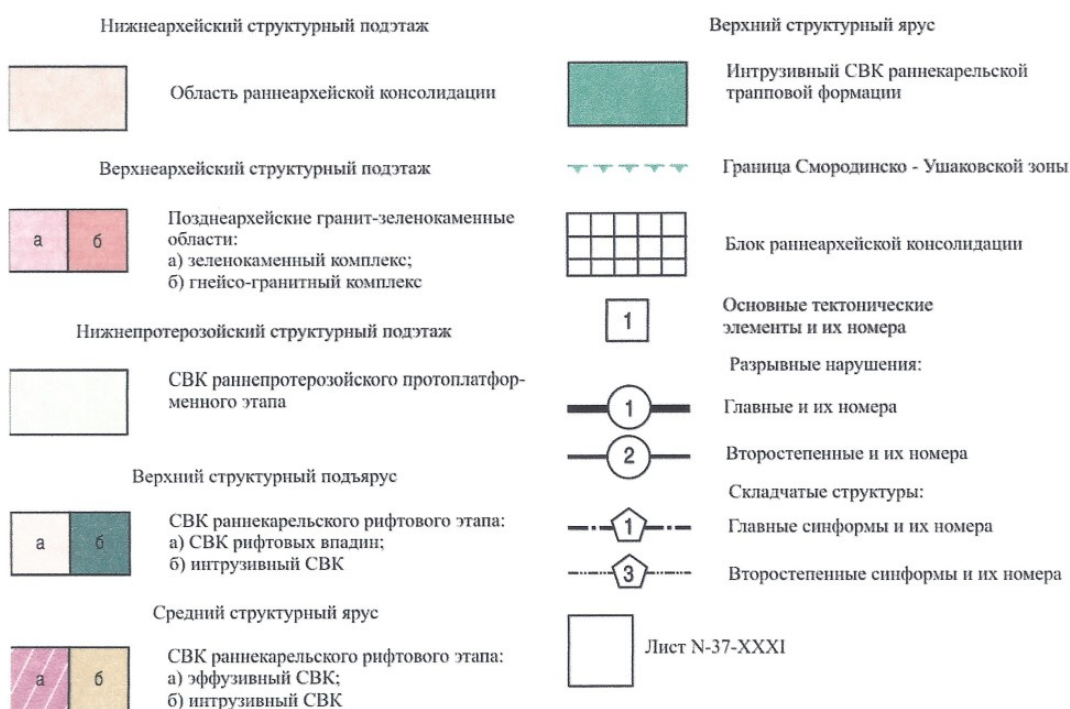 Нижнеархейский структурный подэтаж
Область раннеархейской консолидации
Верхнеархейский структурный подэтаж
а
б
Позднеархейские гранит-зеленокаменные
области:
а) зеленокаменный комплекс;
б) гнейсо-гранитный комплекс
Нижнепротерозойский структурный подэтаж
СВК раннепротерозойского протоплатфор-
менного этапа
Верхний структурный подъярус
а
б
СВК раннекарельского рифтового этапа:
а) СВК рифтовых впадин;
б) интрузивный СВК
Средний структурный ярус
а
б
СВК раннекарельского рифтового этапа:
а) эффузивный СВК;
б) интрузивный СВК
Верхний структурный ярус
Интрузивный СВК раннекарельской
трапповой формации
Граница Смородинско - Ушаковской зоны
Блок раннеархейской консолидации
1
Основные тектонические
элементы и их номера
Разрывные нарушения:
1
Главные и их номера
2
Второстепенные и их номера
Складчатые структуры:
1
Главные синформы и их номера
3
Второстепенные синформы и их номера
Лист N-37-XXXI